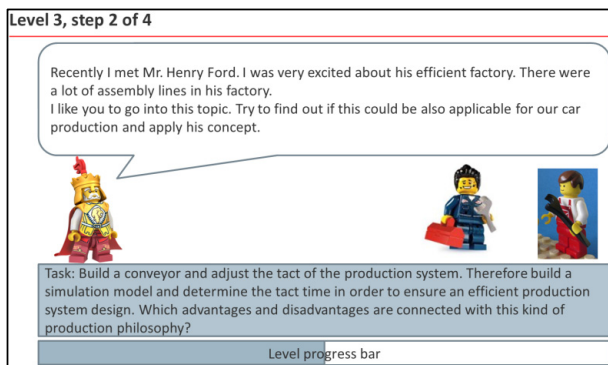 Level 3, step 2 of 4
Recently I met Mr. Henry Ford. I was very excited about his efficient factory. There were
a lot of assembly lines in his factory.
I like you to go into this topic. Try to find out if this could be also applicable for our car
production and apply his concept.
Task: Build a conveyor and adjust the tact of the production system. Therefore build a
simulation model and determine the tact time in order to ensure an efficient production
system design. Which advantages and disadvantages are connected with this kind of
production philosophy?
Level progress bar